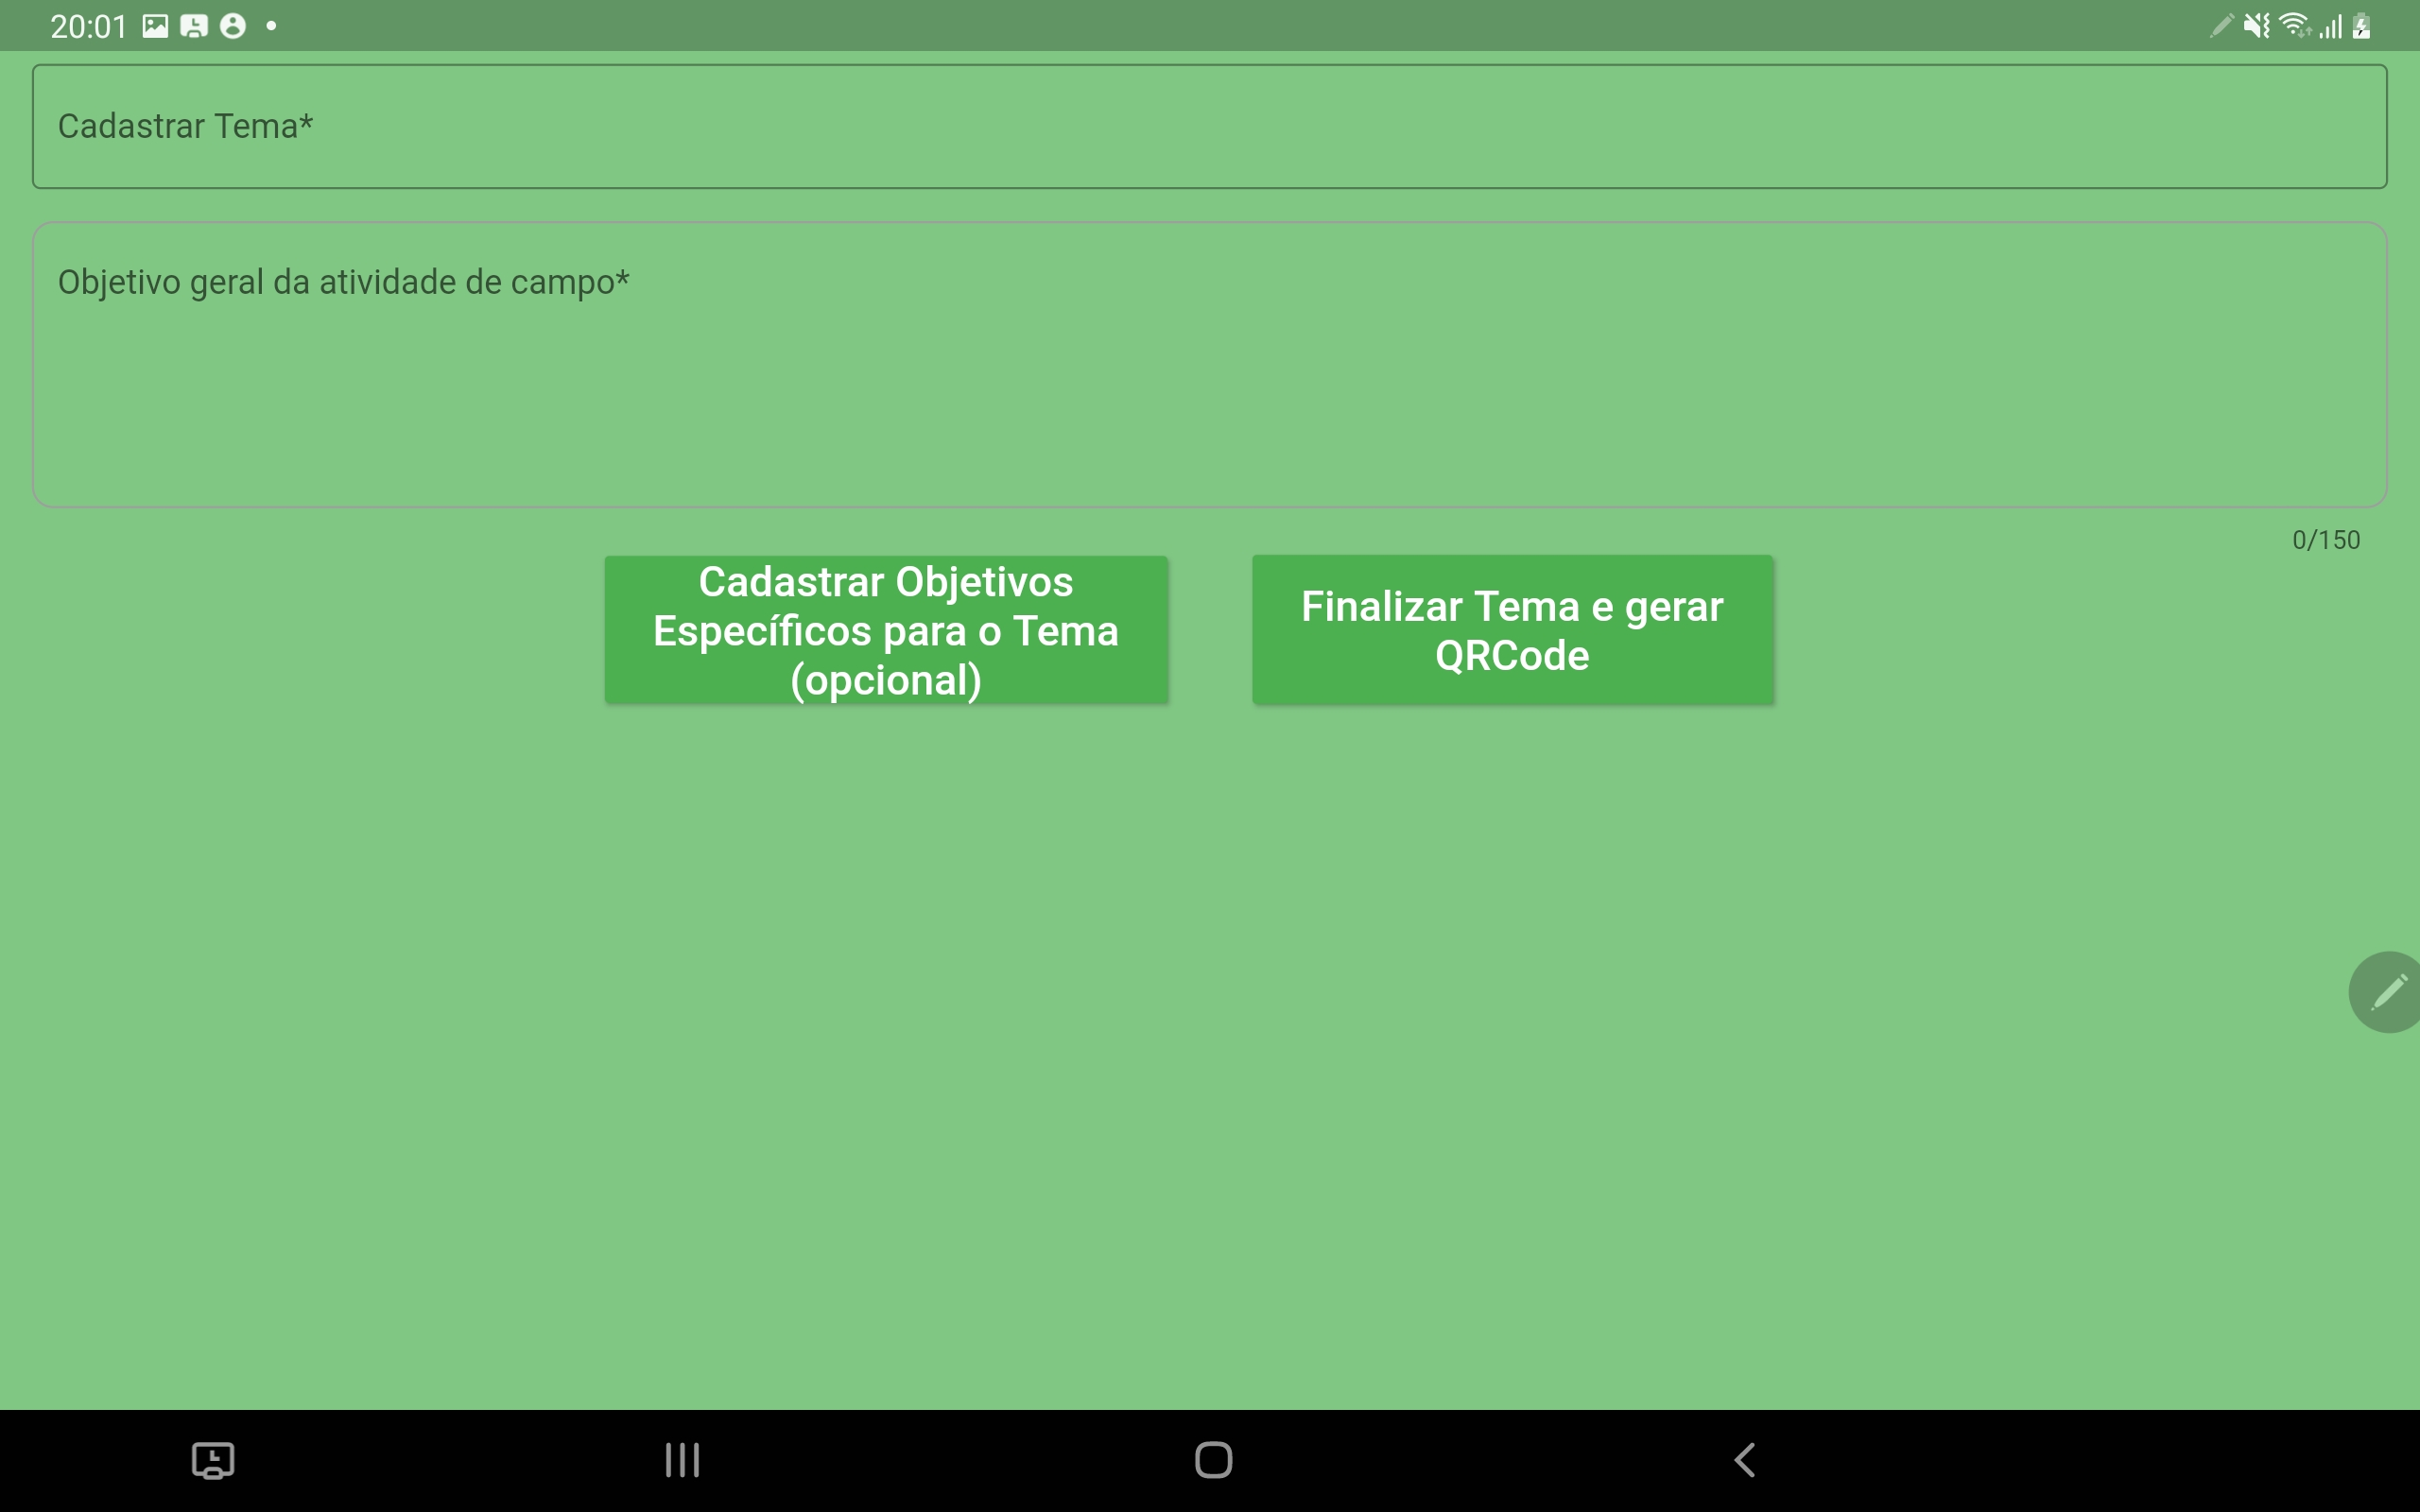 20:01
Cadastrar Tema*
Objetivo geral da atividade de campo*
0/150
Cadastrar Objetivos
Específicos para o Tema
(opcional)
Finalizar Tema e gerar
QRCode